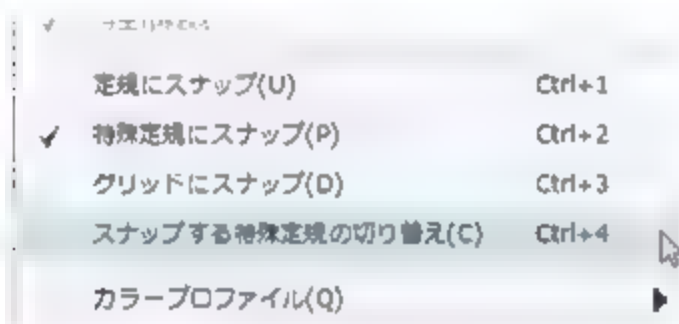 定規にスナップ(U) Ctrl+1
✓ 特殊定規にスナップ(P) Ctrl+2
グリッドにスナップ(D) Ctrl+3
スナップする特殊定規の切り替え(C) Ctrl+4
カラープロファイル(Q)